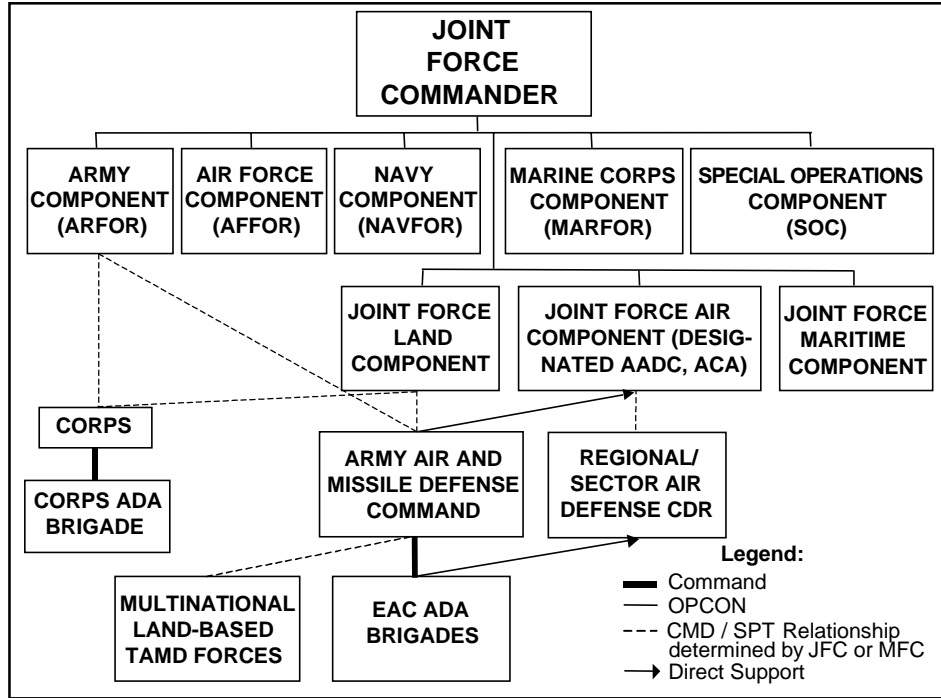 JOINT
FORCE
COMMANDER
ARMY
COMPONENT
(ARFOR)
AIR FORCE
COMPONENT
(AFFOR)
NAVY
COMPONENT
(NAVFOR)
MARINE CORPS
COMPONENT
(MARFOR)
SPECIAL OPERATIONS
COMPONENT
(SOC)
JOINT FORCE
LAND
COMPONENT
JOINT FORCE AIR
COMPONENT (DESIG-
NATED AADC, ACA)
JOINT FORCE
MARITIME
COMPONENT
CORPS
CORPS ADA
BRIGADE
ARMY AIR AND
MISSILE DEFENSE
COMMAND
REGIONAL/
SECTOR AIR
DEFENSE CDR
MULTINATIONAL
LAND-BASED
TAMD FORCES
EAC ADA
BRIGADES
Legend:
Command
OPCON
CMD / SPT Relationship
determined by JFC or MFC
Direct Support